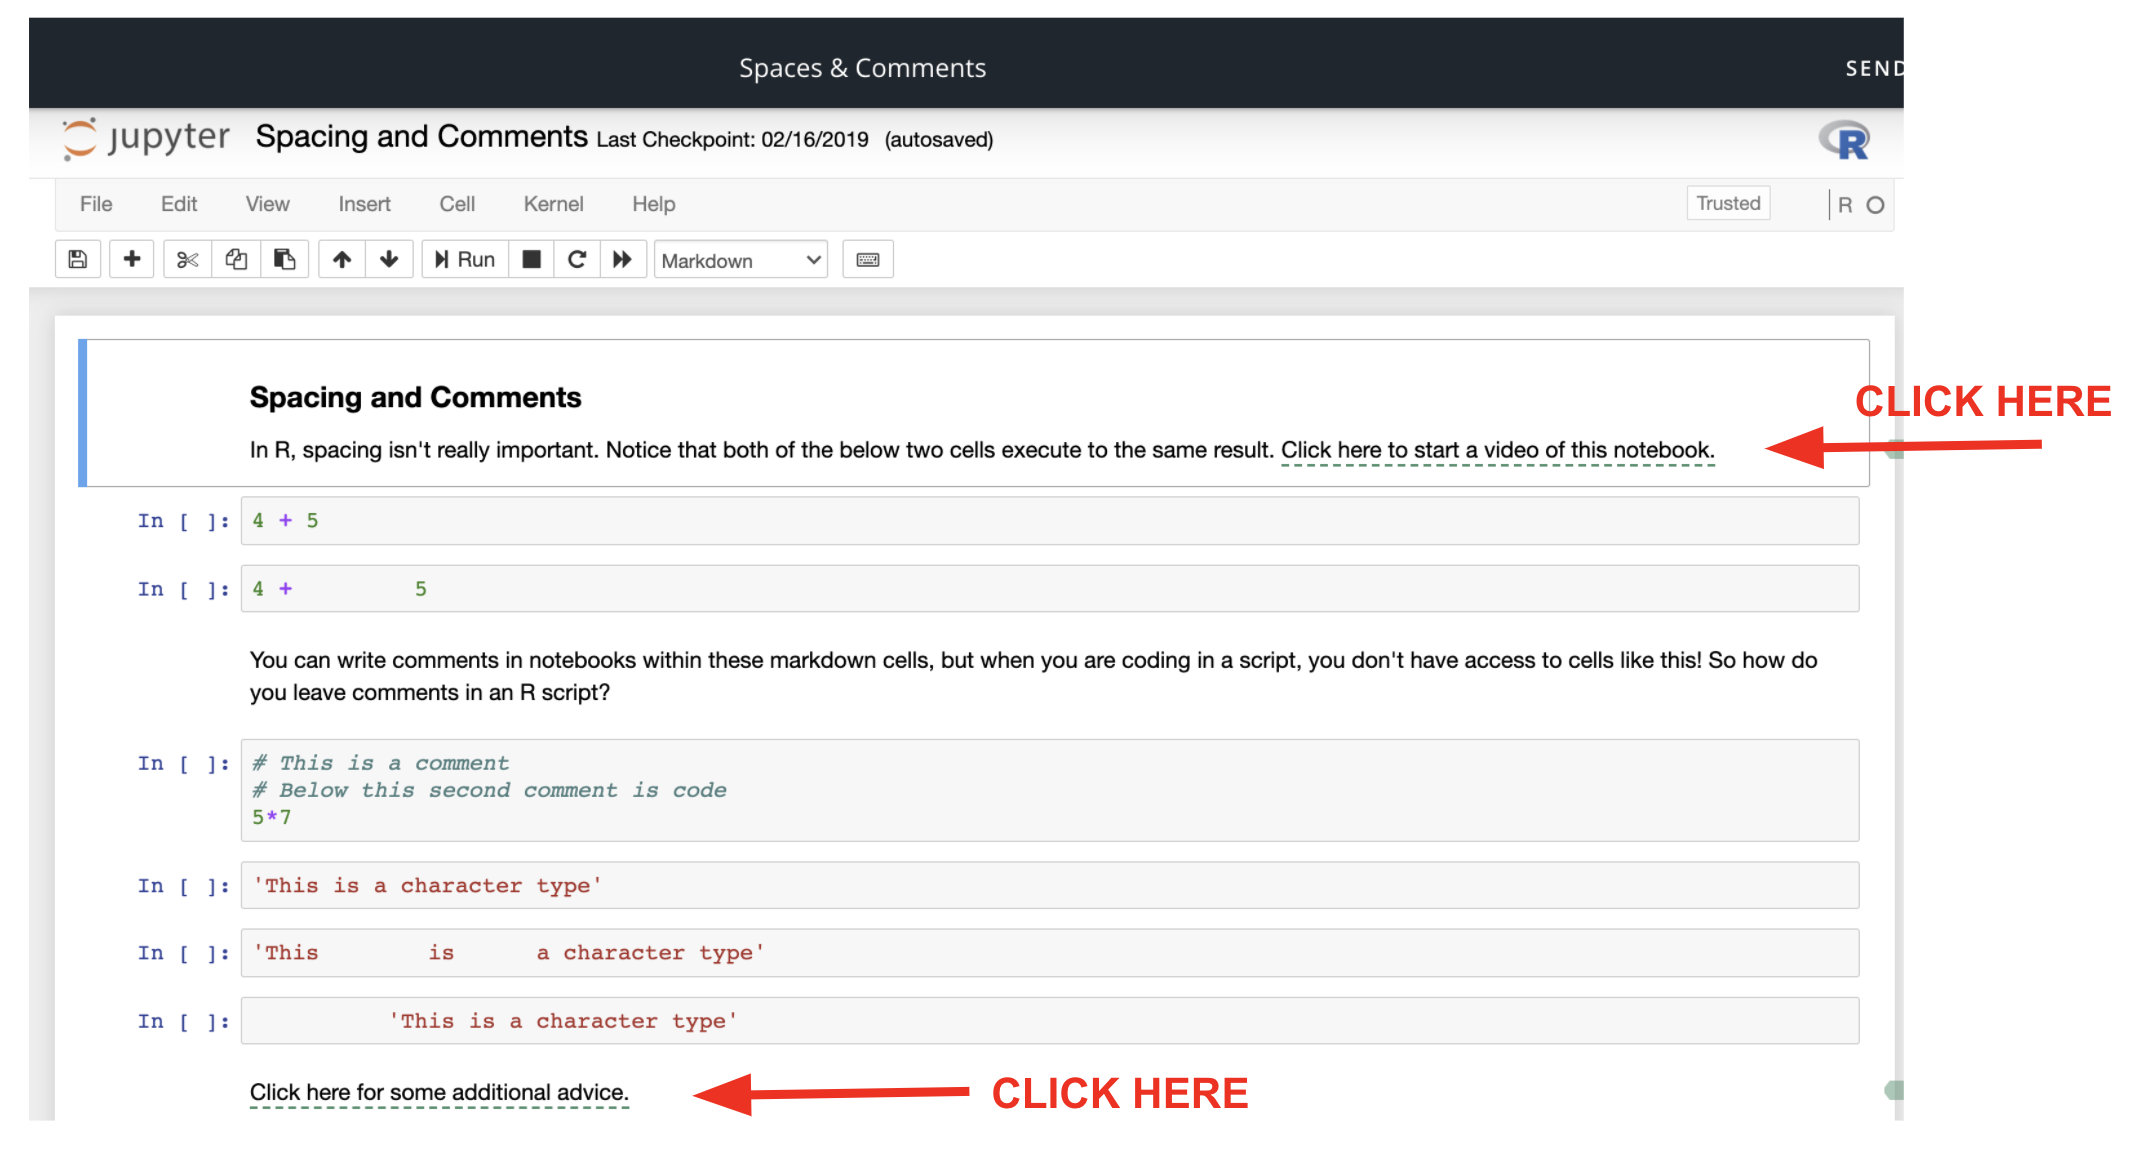 Spaces & Comments
SEND
jupyter Spacing and Comments Last Checkpoint: 02/16/2019 (autosaved)
R
File Edit View Insert Cell Kernel Help Trusted R
Run Markdown
Spacing and Comments
CLICK HERE
In R, spacing isn't really important. Notice that both of the below two cells execute to the same result. Click here to start a video of this notebook.
In [ ]: 4 + 5
In [ ]: 4 +         5
You can write comments in notebooks within these markdown cells, but when you are coding in a script, you don't have access to cells like this! So how do
you leave comments in an R script?
In [ ]: # This is a comment
# Below this second comment is code
5*7
In [ ]: 'This is a character type'
In [ ]: 'This        is      a character type'
In [ ]:           'This is a character type'
Click here for some additional advice. CLICK HERE